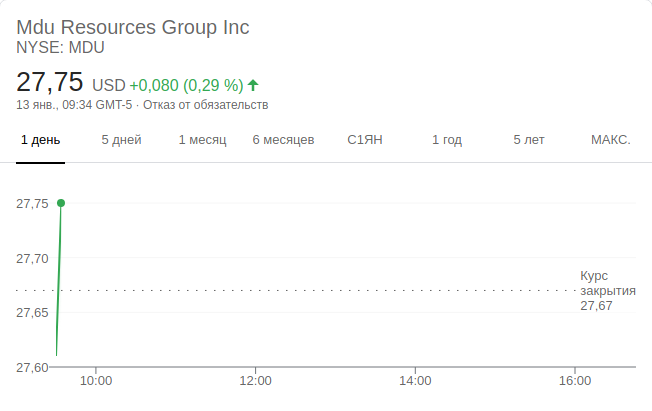 Mdu Resources Group Inc
NYSE: MDU
27,75 USD +0,080 (0,29 %)
13 янв., 09:34 GMT-5 · Отказ от обязательств
1 день 5 дней 1 месяц 6 месяцев С1ЯН 1 год 5 лет МАКС.
27,75
27,70
Курс
закрытия
27,67
27,65
27,60
10:00 12:00 14:00 16:00